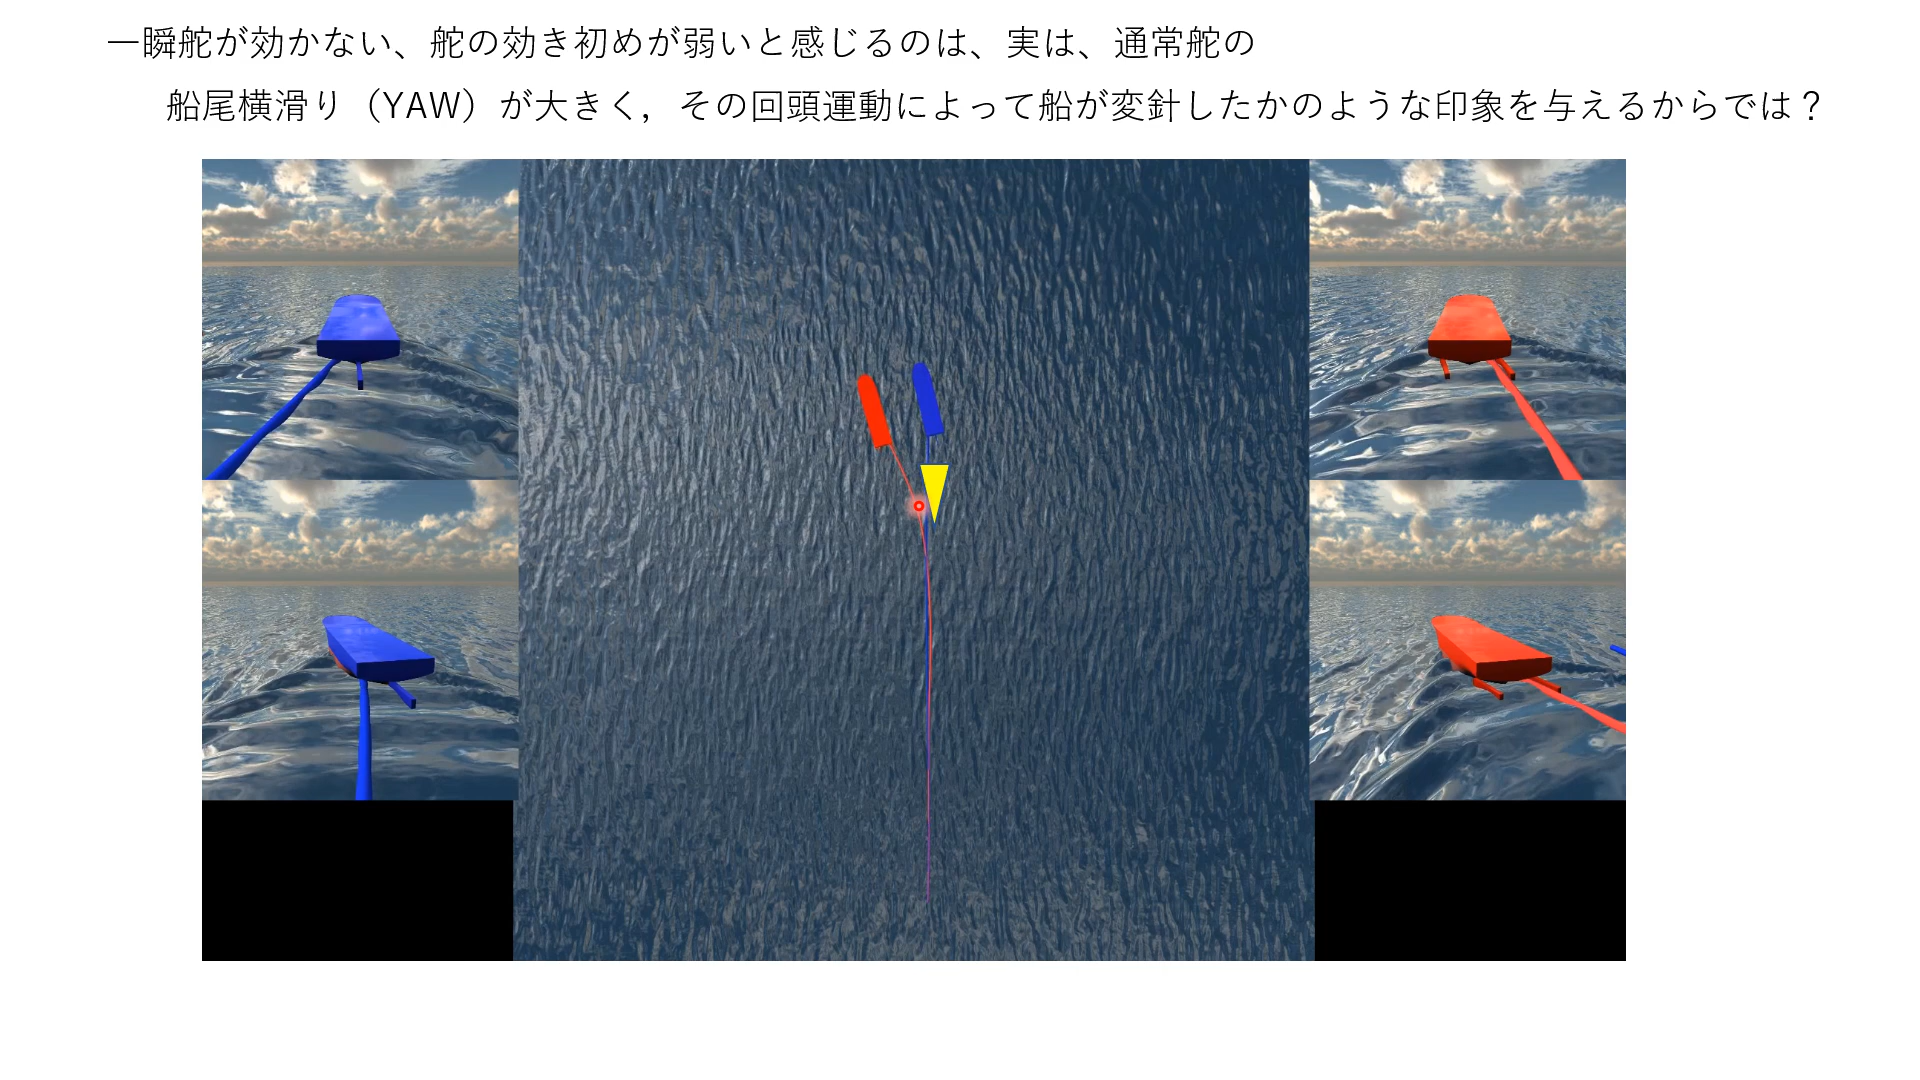 一瞬舵が効かない、舵の効き初めが弱いと感じるのは、実は、通常舵の
船尾横滑り（YAW）が大きく，その回頭運動によって船が変針したかのような印象を与えるからでは？